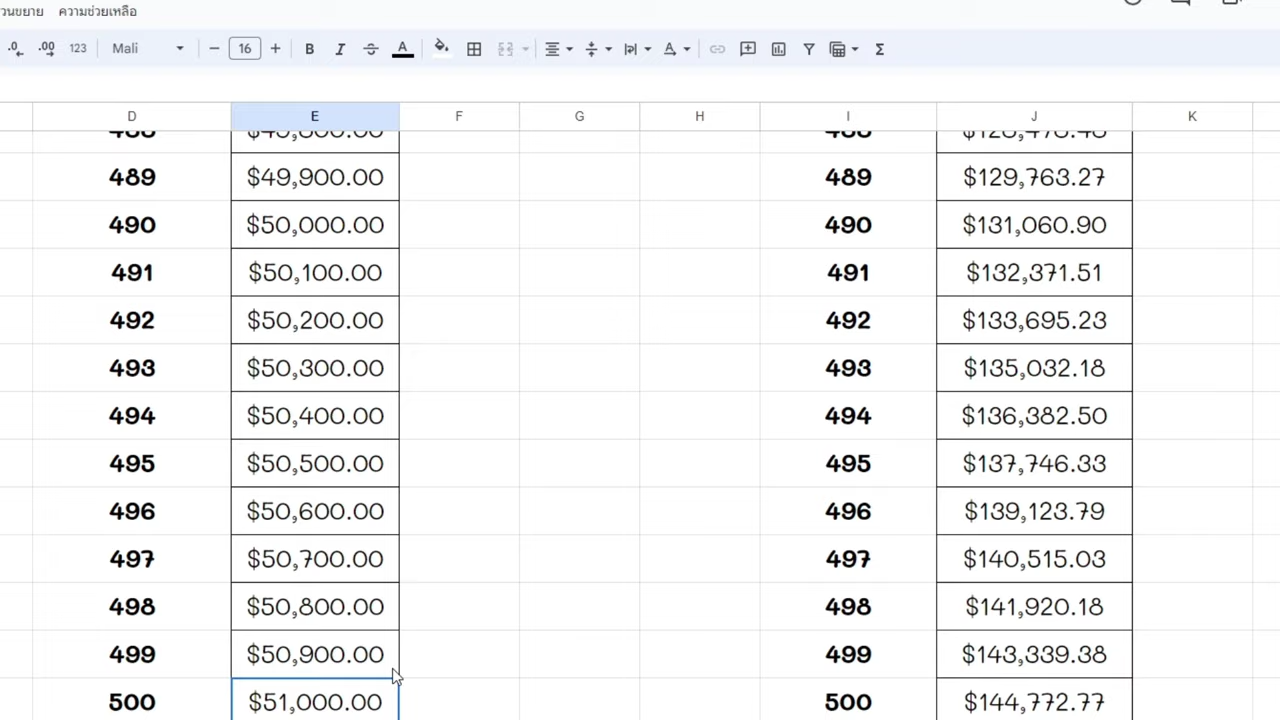 วนขยาย ความช่วยเหลือ
.0 .00 123 Mali 16 B I S A Σ
D E F G H I J K
489 $49,900.00 489 $129,763.27
490 $50,000.00 490 $131,060.90
491 $50,100.00 491 $132,371.51
492 $50,200.00 492 $133,695.23
493 $50,300.00 493 $135,032.18
494 $50,400.00 494 $136,382.50
495 $50,500.00 495 $137,746.33
496 $50,600.00 496 $139,123.79
497 $50,700.00 497 $140,515.03
498 $50,800.00 498 $141,920.18
499 $50,900.00 499 $143,339.38
500 $51,000.00 500 $144,772.77